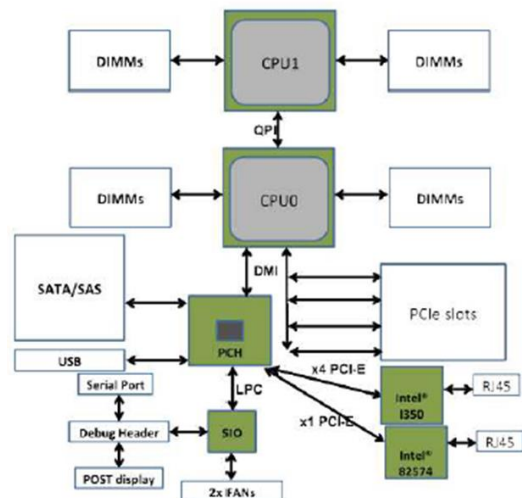 DIMMs
CPU1
DIMMs
QPI
DIMMs
CPU0
DIMMs
DMI
SATA/SAS
PCIe slots
PCH
USB
x4 PCI-E
Serial Port
LPC
Intel®
I350
RJ45
x1 PCI-E
Debug Header
SIO
Intel®
82574
RJ45
POST display
2x IFANs